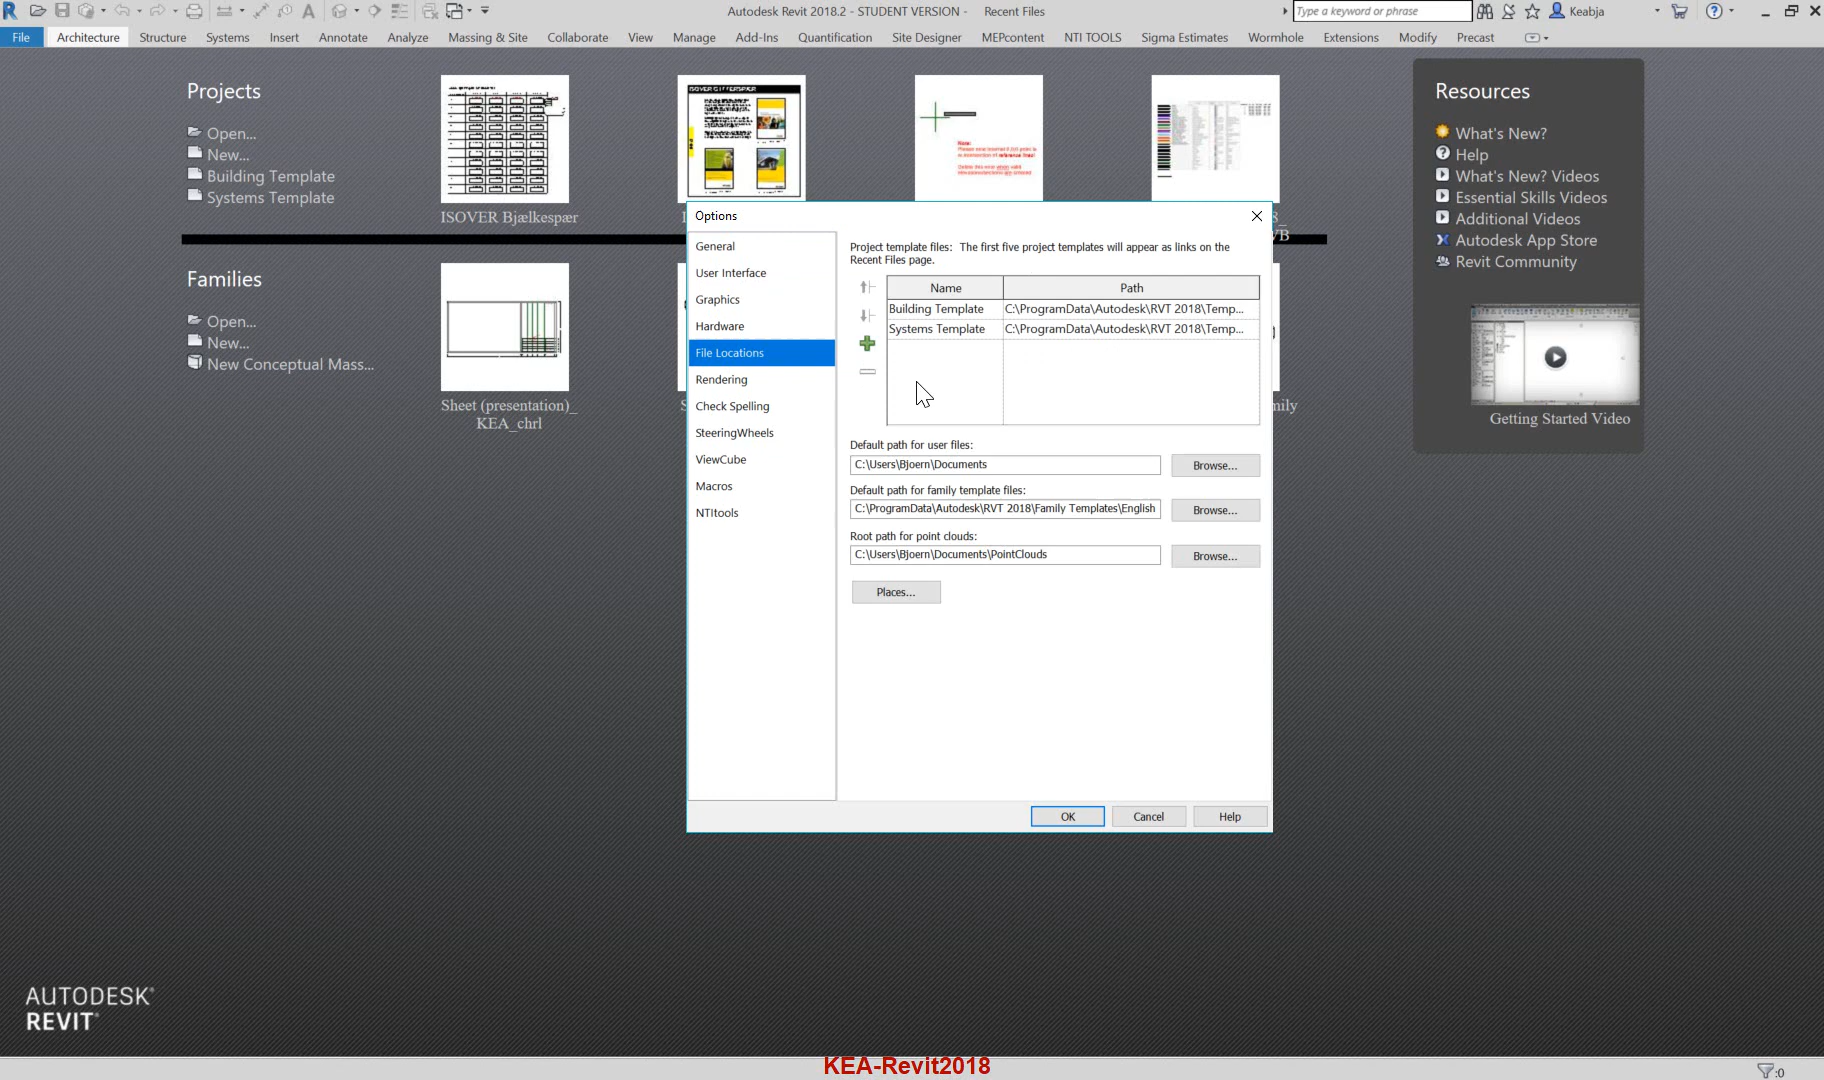 Autodesk Revit 2018.2 - STUDENT VERSION - Recent Files
Type a keyword or phrase
Keabja
File Architecture Structure Systems Insert Annotate Analyze Massing & Site Collaborate View Manage Add-Ins Quantification Site Designer MEPcontent NTI TOOLS Sigma Estimates Wormhole Extensions Modify Precast
Projects
Open...
New...
Building Template
Systems Template
ISOVER Bjælkespær
Families
Open...
New...
New Conceptual Mass...
Sheet (presentation)_
KEA_chrl
Options
General
User Interface
Graphics
Hardware
File Locations
Rendering
Check Spelling
SteeringWheels
ViewCube
Macros
NTItools
Project template files: The first five project templates will appear as links on the
Recent Files page.
Name Path
Building Template C:\ProgramData\Autodesk\RVT 2018\Temp...
Systems Template C:\ProgramData\Autodesk\RVT 2018\Temp...
Default path for user files:
C:\Users\Bjoern\Documents Browse...
Default path for family template files:
C:\ProgramData\Autodesk\RVT 2018\Family Templates\English Browse...
Root path for point clouds:
C:\Users\Bjoern\Documents\PointClouds Browse...
Places...
OK Cancel Help
Resources
What's New?
Help
What's New? Videos
Essential Skills Videos
Additional Videos
Autodesk App Store
Revit Community
Getting Started Video
AUTODESK®
REVIT®
KEA-Revit2018
:0